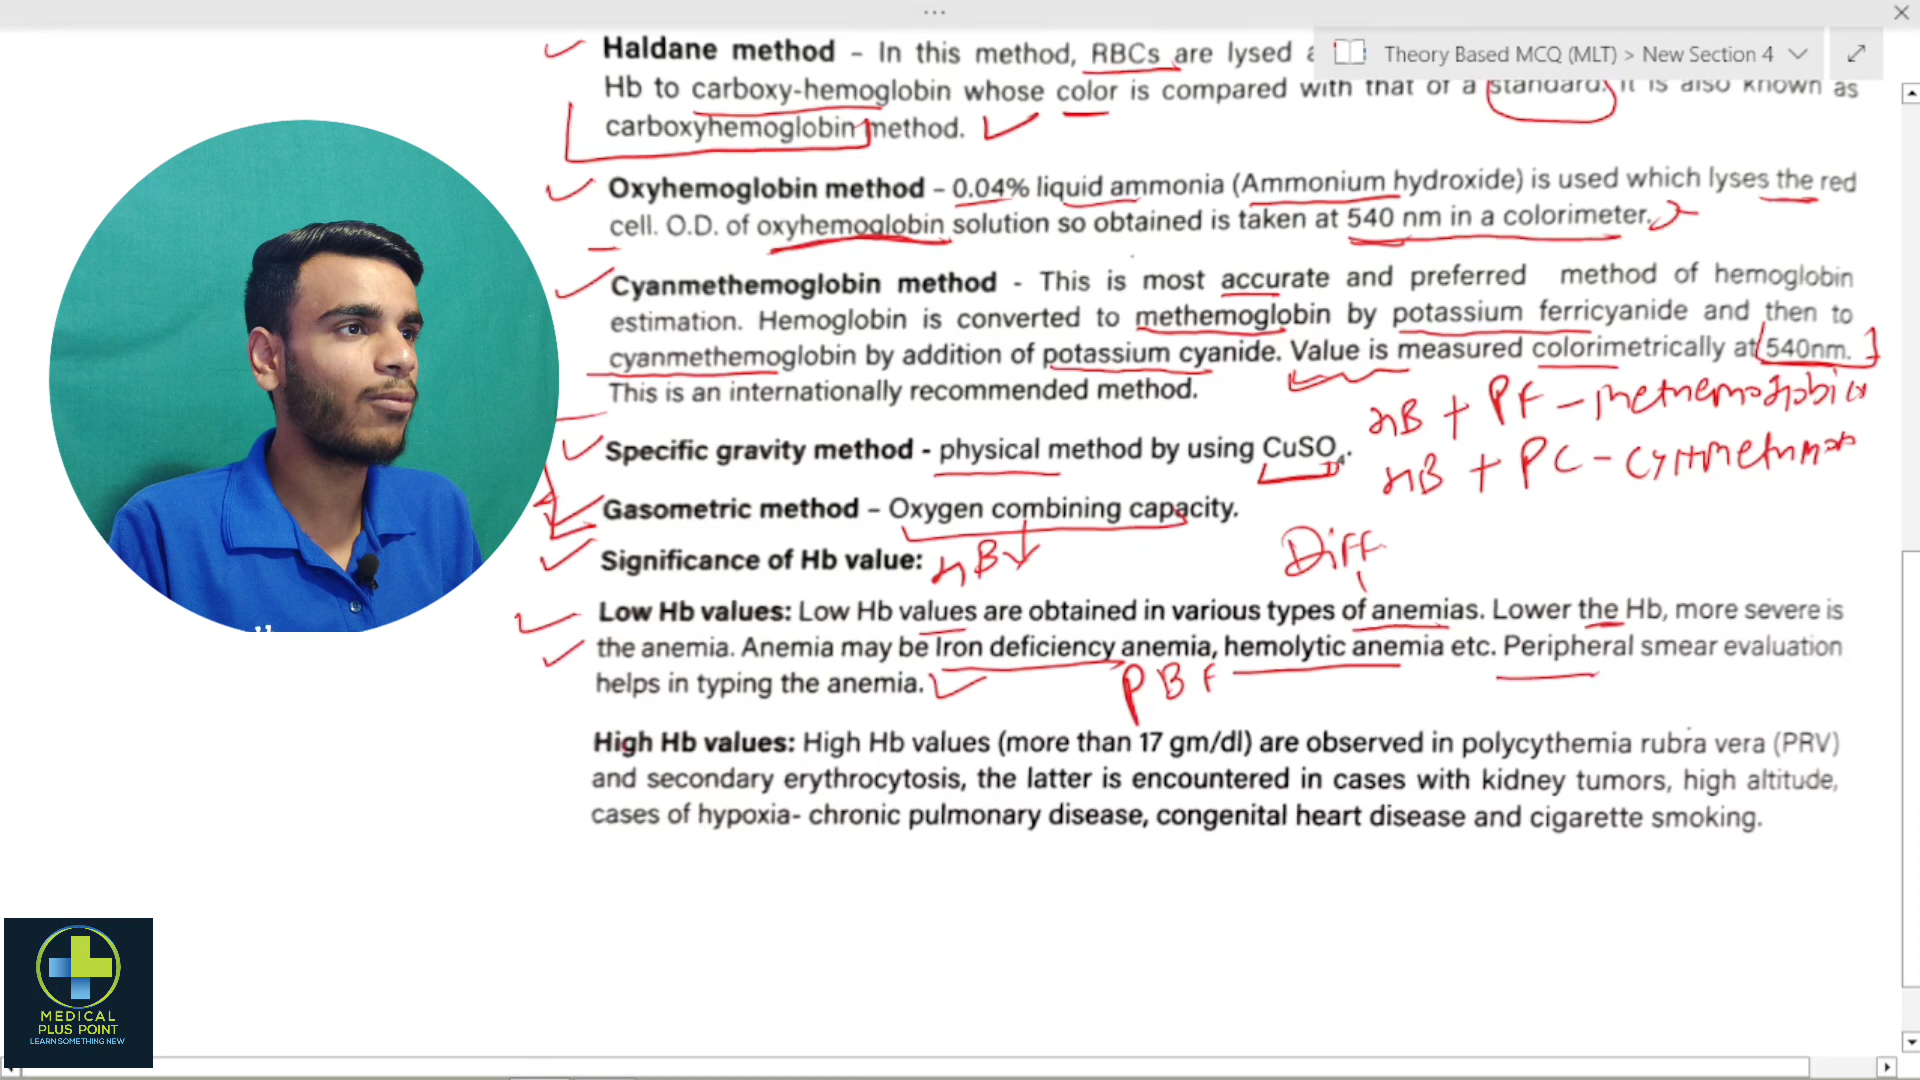 Theory Based MCQ (MLT) > New Section 4
Haldane method – In this method, RBCs are lysed
Hb to carboxy-hemoglobin whose color is compared with that of a standard. It is also known as
carboxyhemoglobin method.
Oxyhemoglobin method – 0.04% liquid ammonia (Ammonium hydroxide) is used which lyses the red
cell. O.D. of oxyhemoglobin solution so obtained is taken at 540 nm in a colorimeter.
Cyanmethemoglobin method - This is most accurate and preferred method of hemoglobin
estimation. Hemoglobin is converted to methemoglobin by potassium ferricyanide and then to
cyanmethemoglobin by addition of potassium cyanide. Value is measured colorimetrically at 540nm.
This is an internationally recommended method.
HB + PF – methemoglobin
Specific gravity method - physical method by using CuSO4.
HB + PC –
Gasometric method – Oxygen combining capacity.
Diff
Significance of Hb value: HB↓
Low Hb values: Low Hb values are obtained in various types of anemias. Lower the Hb, more severe is
the anemia. Anemia may be Iron deficiency anemia, hemolytic anemia etc. Peripheral smear evaluation
helps in typing the anemia.
PBF
High Hb values: High Hb values (more than 17 gm/dl) are observed in polycythemia rubra vera (PRV)
and secondary erythrocytosis, the latter is encountered in cases with kidney tumors, high altitude,
cases of hypoxia- chronic pulmonary disease, congenital heart disease and cigarette smoking.
MEDICAL
PLUS POINT
LEARN SOMETHING NEW